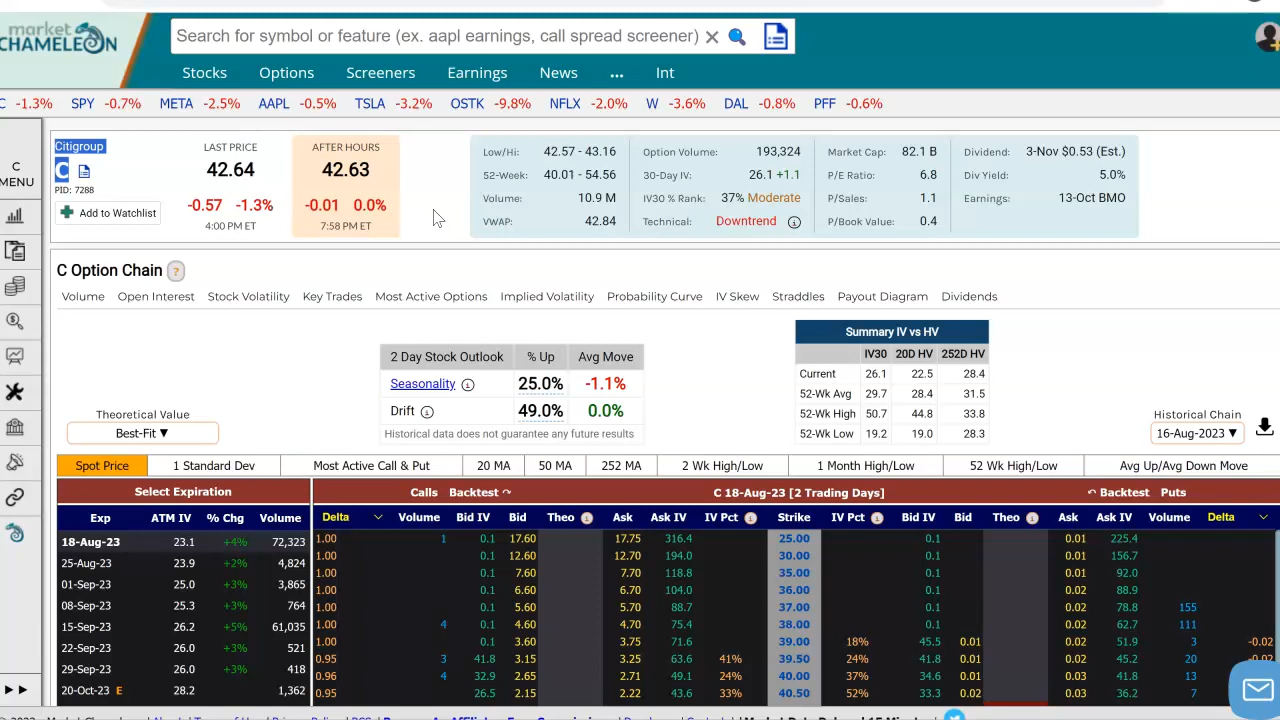 market
CHAMELEON
Search for symbol or feature (ex. aapl earnings, call spread screener)
Stocks Options Screeners Earnings News ... Int
C -1.3% SPY -0.7% META -2.5% AAPL -0.5% TSLA -3.2% OSTK -9.8% NFLX -2.0% W -3.6% DAL -0.8% PFF -0.6%
C
MENU
Citigroup
C
PID: 7288
Add to Watchlist
LAST PRICE
42.64
-0.57 -1.3%
4:00 PM ET
AFTER HOURS
42.63
-0.01 0.0%
7:58 PM ET
Low/Hi: 42.57 - 43.16
52-Week: 40.01 - 54.56
Volume: 10.9 M
VWAP: 42.84
Option Volume: 193,324
30-Day IV: 26.1 +1.1
IV30 % Rank: 37% Moderate
Technical: Downtrend
Market Cap: 82.1 B
P/E Ratio: 6.8
P/Sales: 1.1
P/Book Value: 0.4
Dividend: 3-Nov $0.53 (Est.)
Div Yield: 5.0%
Earnings: 13-Oct BMO
C Option Chain ?
Volume Open Interest Stock Volatility Key Trades Most Active Options Implied Volatility Probability Curve IV Skew Straddles Payout Diagram Dividends
2 Day Stock Outlook % Up Avg Move
Seasonality 25.0% -1.1%
Drift 49.0% 0.0%
Historical data does not guarantee any future results
Summary IV vs HV
IV30 20D HV 252D HV
Current 26.1 22.5 28.4
52-Wk Avg 29.7 28.4 31.5
52-Wk High 50.7 44.8 33.8
52-Wk Low 19.2 19.0 28.3
Theoretical Value
Best-Fit ▼
Historical Chain
16-Aug-2023 ▼
Spot Price 1 Standard Dev Most Active Call & Put 20 MA 50 MA 252 MA 2 Wk High/Low 1 Month High/Low 52 Wk High/Low Avg Up/Avg Down Move
Select Expiration
Exp ATM IV % Chg Volume
18-Aug-23 23.1 +4% 72,323
25-Aug-23 23.9 +2% 4,824
01-Sep-23 25.0 +3% 3,865
08-Sep-23 25.3 +3% 764
15-Sep-23 26.2 +5% 61,035
22-Sep-23 26.0 +3% 521
29-Sep-23 26.0 +3% 418
20-Oct-23 E 28.2 1,362
Calls Backtest ↷ C 18-Aug-23 [2 Trading Days] ↶ Backtest Puts
Delta Volume Bid IV Bid Theo Ask Ask IV IV Pct Strike IV Pct Bid IV Bid Theo Ask Ask IV Volume Delta
1.00 1 0.1 17.60 17.75 316.4 25.00 0.1 0.01 225.4
1.00 0.1 12.60 12.70 194.0 30.00 0.1 0.01 156.7
1.00 0.1 7.60 7.70 118.8 35.00 0.1 0.01 92.0
1.00 0.1 6.60 6.70 104.0 36.00 0.1 0.02 88.9
1.00 0.1 5.60 5.70 88.7 37.00 0.1 0.02 78.8 155
1.00 4 0.1 4.60 4.70 75.4 38.00 0.1 0.02 62.7 111
1.00 0.1 3.60 3.75 71.6 39.00 18% 45.5 0.01 0.02 51.9 3 -0.02
0.95 3 41.8 3.15 3.25 63.6 41% 39.50 24% 41.8 0.01 0.02 45.2 20 -0.02
0.96 4 32.9 2.65 2.71 49.1 24% 40.00 37% 34.6 0.01 0.03 41.8 13
0.95 26.5 2.15 2.22 43.6 33% 40.50 52% 33.3 0.02 0.03 36.2 7